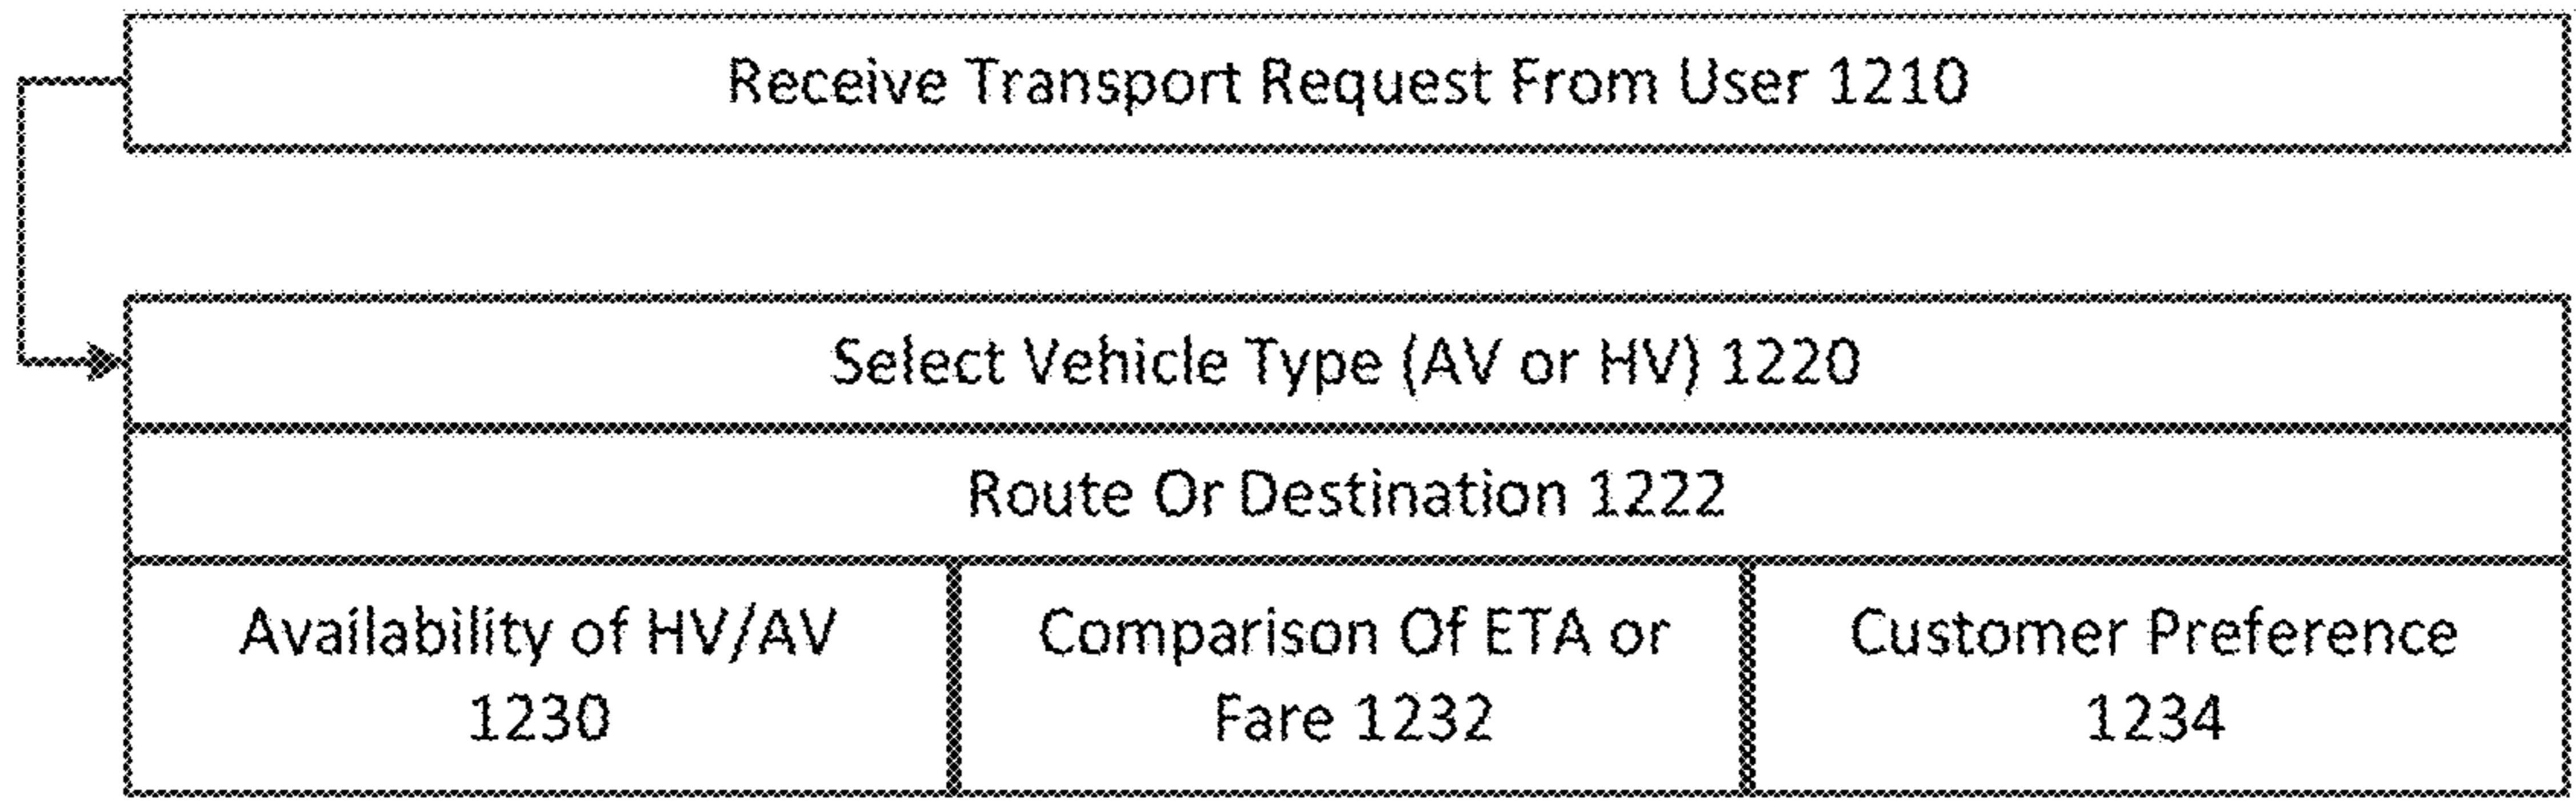 Receive Transport Request From User 1210
Select Vehicle Type (AV or HV) 1220
Route Or Destination 1222
Availability of HV/AV
1230
Comparison Of ETA or
Fare 1232
Customer Preference
1234